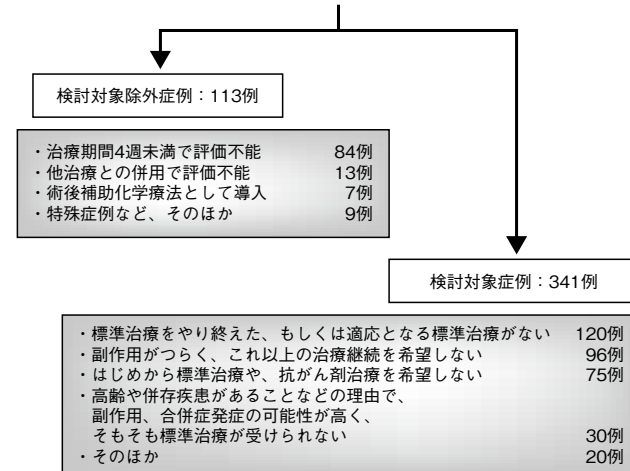 検討対象除外症例：113例
・治療期間4週未満で評価不能 84例
・他治療との併用で評価不能 13例
・術後補助化学療法として導入 7例
・特殊症例など、そのほか 9例
検討対象症例：341例
・標準治療をやり終えた、もしくは適応となる標準治療がない 120例
・副作用がつらく、これ以上の治療継続を希望しない 96例
・はじめから標準治療や、抗がん剤治療を希望しない 75例
・高齢や併存疾患があることなどの理由で、
副作用、合併症発症の可能性が高く、
そもそも標準治療が受けられない 30例
・そのほか 20例